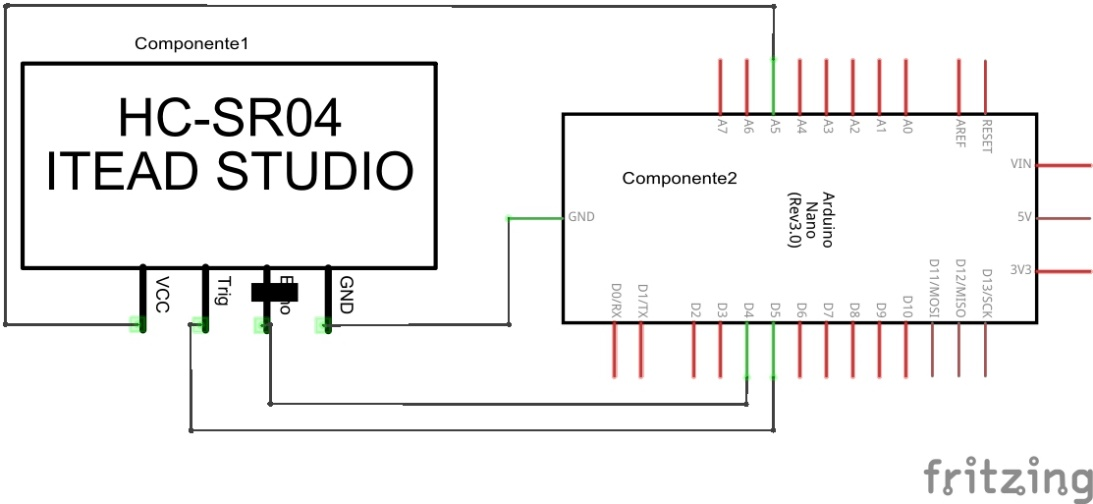 Componente1
HC-SR04
ITEAD STUDIO
VCC
Trig
GND
A7
A6
A5
A4
A3
A2
A1
A0
AREF
RESET
Componente2
Arduino
Nano
(Rev3.0)
GND
VIN
5V
3V3
D0/RX
D1/TX
D2
D3
D4
D5
D6
D7
D8
D9
D10
D11/MOSI
D12/MISO
D13/SCK
fritzing